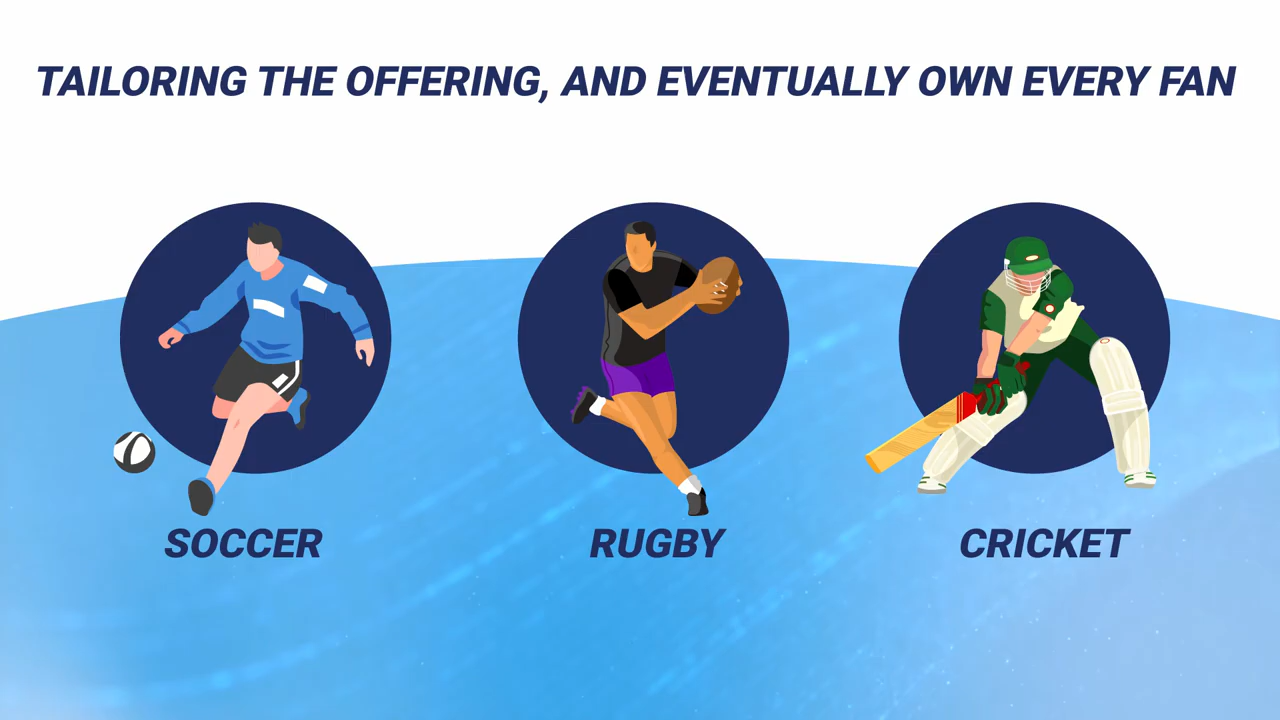 TAILORING THE OFFERING, AND EVENTUALLY OWN EVERY FAN
SOCCER
RUGBY
CRICKET